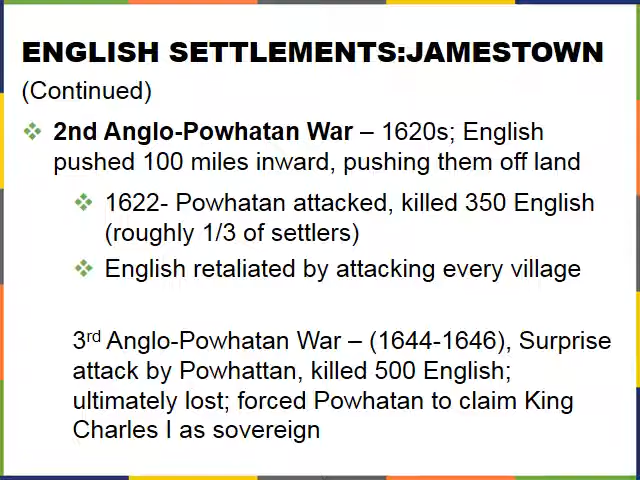 ENGLISH SETTLEMENTS:JAMESTOWN
(Continued)
2nd Anglo-Powhatan War – 1620s; English
pushed 100 miles inward, pushing them off land
1622- Powhatan attacked, killed 350 English
(roughly 1/3 of settlers)
English retaliated by attacking every village
3rd Anglo-Powhatan War – (1644-1646), Surprise
attack by Powhattan, killed 500 English;
ultimately lost; forced Powhatan to claim King
Charles I as sovereign